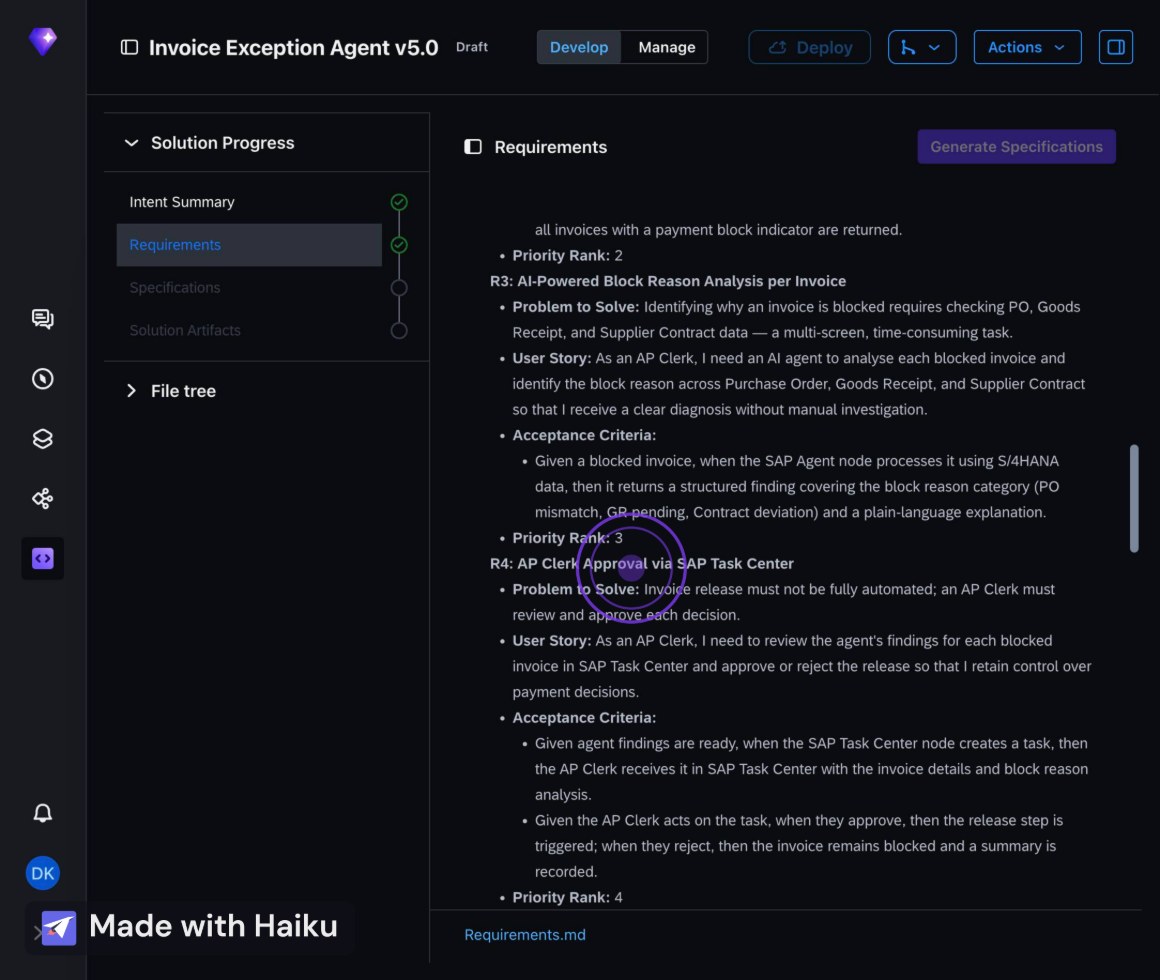 Invoice Exception Agent v5.0 Draft Develop Manage Deploy Actions
Solution Progress
Intent Summary
Requirements
Specifications
Solution Artifacts
File tree
Requirements Generate Specifications
all invoices with a payment block indicator are returned.
• Priority Rank: 2
R3: AI-Powered Block Reason Analysis per Invoice
• Problem to Solve: Identifying why an invoice is blocked requires checking PO, Goods
Receipt, and Supplier Contract data — a multi-screen, time-consuming task.
• User Story: As an AP Clerk, I need an AI agent to analyse each blocked invoice and
identify the block reason across Purchase Order, Goods Receipt, and Supplier Contract
so that I receive a clear diagnosis without manual investigation.
• Acceptance Criteria:
• Given a blocked invoice, when the SAP Agent node processes it using S/4HANA
data, then it returns a structured finding covering the block reason category (PO
mismatch, GR pending, Contract deviation) and a plain-language explanation.
• Priority Rank: 3
R4: AP Clerk Approval via SAP Task Center
• Problem to Solve: Invoice release must not be fully automated; an AP Clerk must
review and approve each decision.
• User Story: As an AP Clerk, I need to review the agent's findings for each blocked
invoice in SAP Task Center and approve or reject the release so that I retain control over
payment decisions.
• Acceptance Criteria:
• Given agent findings are ready, when the SAP Task Center node creates a task, then
the AP Clerk receives it in SAP Task Center with the invoice details and block reason
analysis.
• Given the AP Clerk acts on the task, when they approve, then the release step is
triggered; when they reject, then the invoice remains blocked and a summary is
recorded.
• Priority Rank: 4
Requirements.md
DK
Made with Haiku